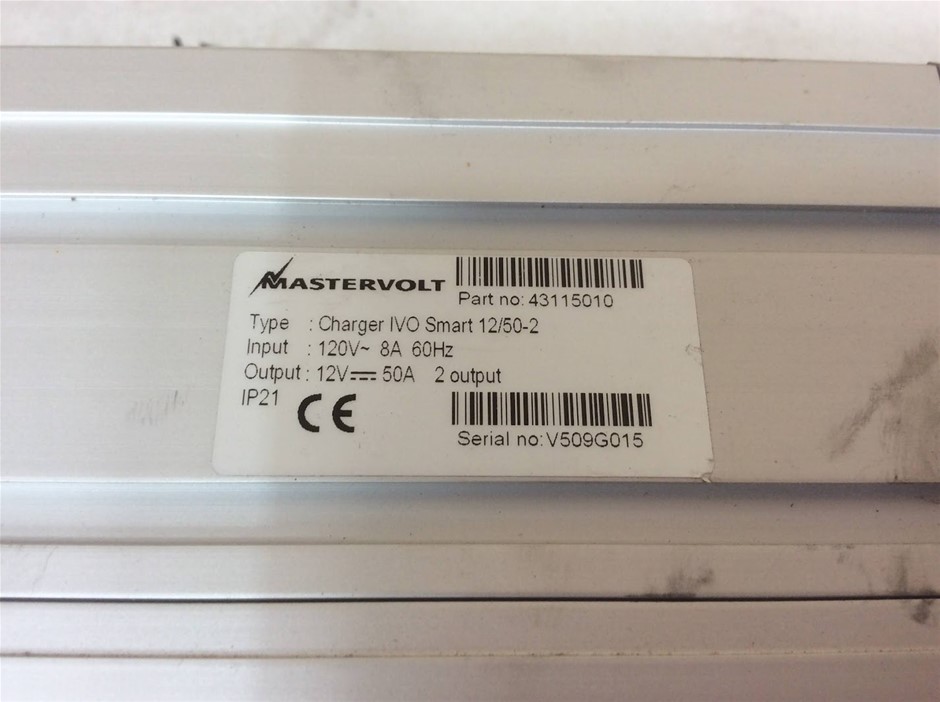 MASTERVOLT
Part no: 43115010
Type : Charger IVO Smart 12/50-2
Input : 120V~ 8A 60Hz
Output : 12V⎓ 50A 2 output
IP21 CE
Serial no: V509G015